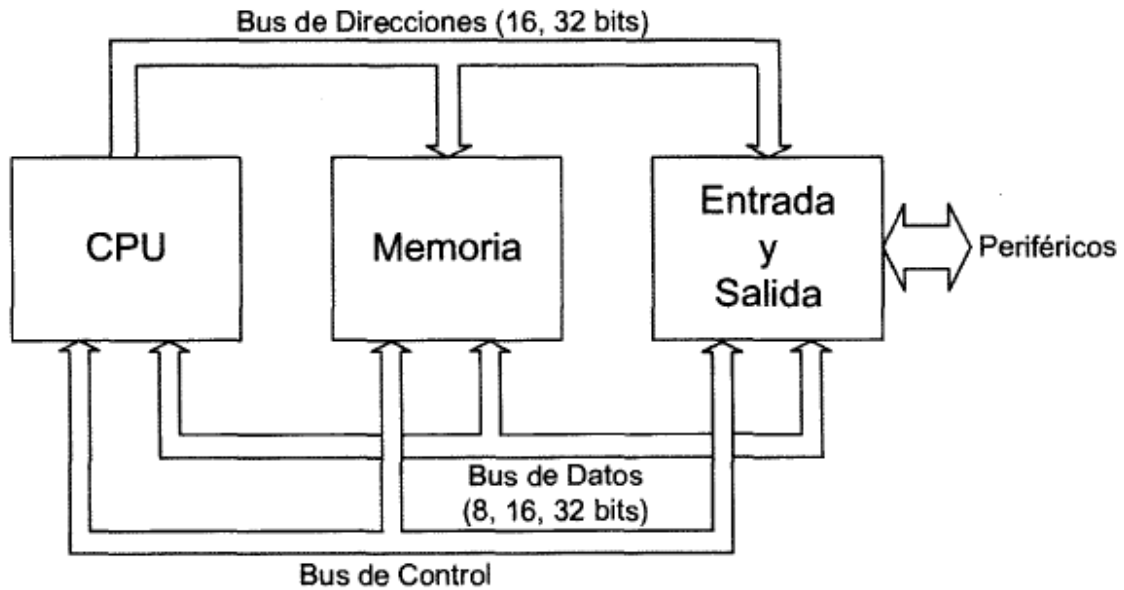 Bus de Direcciones (16, 32 bits)
CPU
Memoria
Entrada
y
Salida
Periféricos
Bus de Datos
(8, 16, 32 bits)
Bus de Control